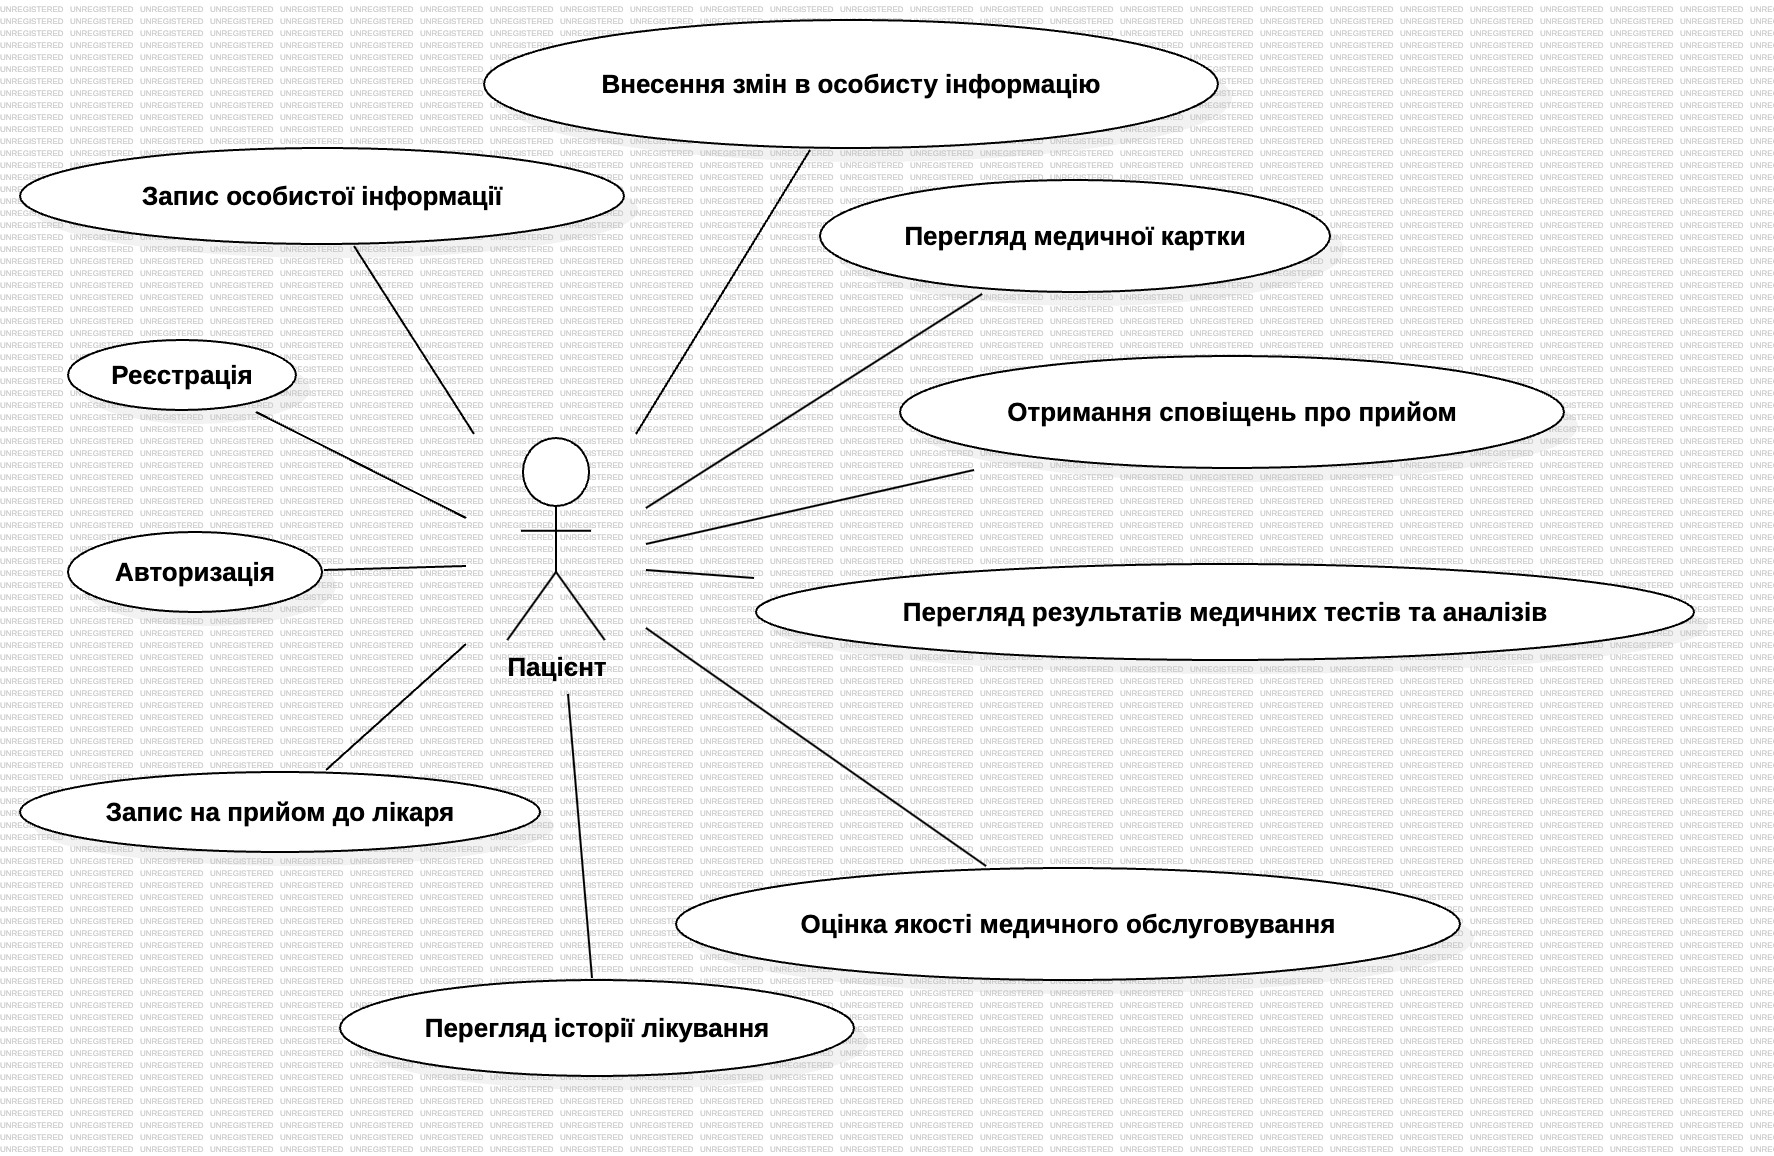 Внесення змін в особисту інформацію
Запис особистої інформації
Перегляд медичної картки
Реєстрація
Отримання сповіщень про прийом
Авторизація
Перегляд результатів медичних тестів та аналізів
Пацієнт
Запис на прийом до лікаря
Оцінка якості медичного обслуговування
Перегляд історії лікування
UNREGISTERED